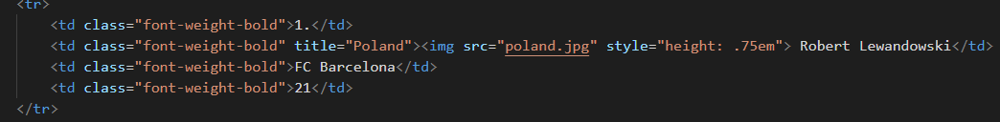 <tr>
<td class="font-weight-bold">1.</td>
<td class="font-weight-bold" title="Poland"><img src="poland.jpg" style="height: .75em"> Robert Lewandowski</td>
<td class="font-weight-bold">FC Barcelona</td>
<td class="font-weight-bold">21</td>
</tr>